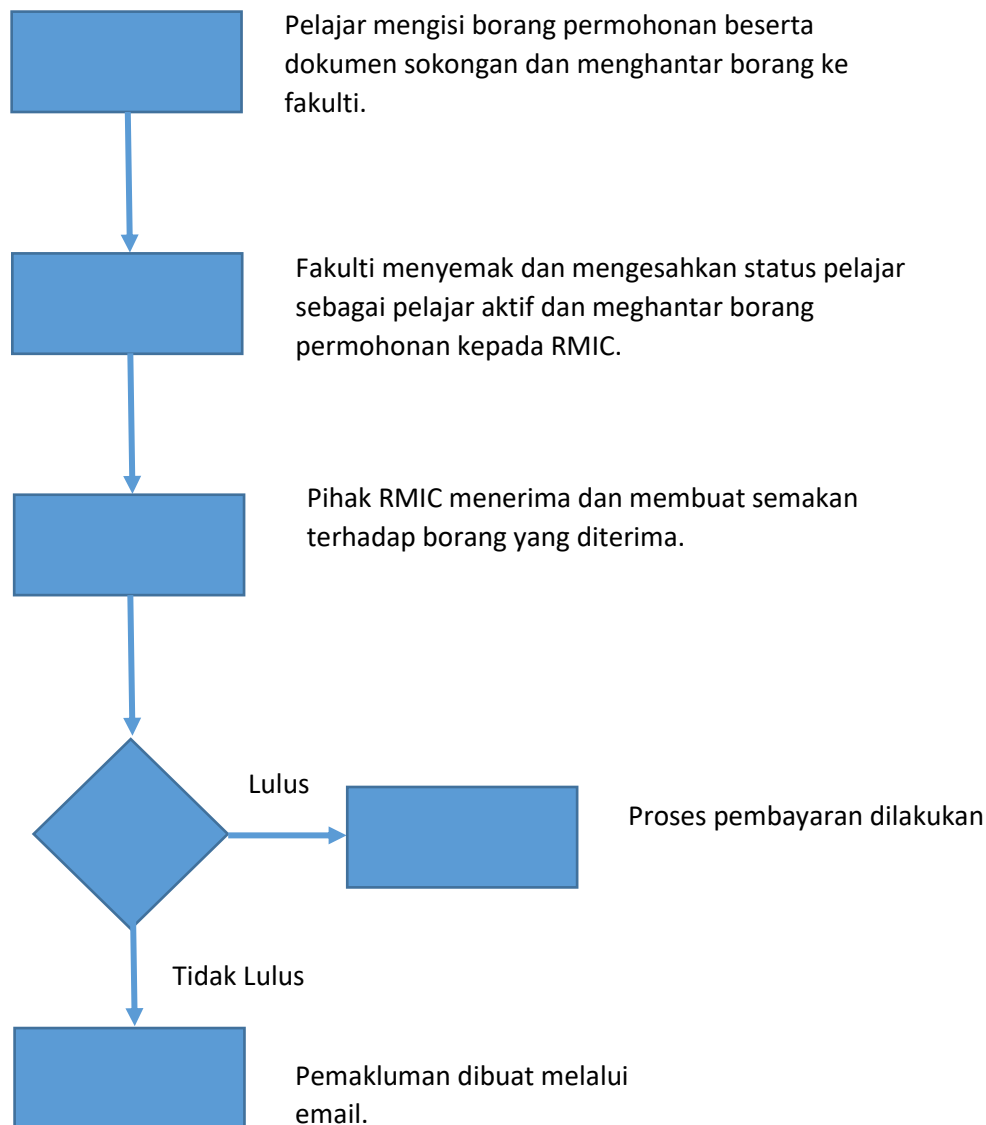 Pelajar mengisi borang permohonan beserta
dokumen sokongan dan menghantar borang ke
fakulti.
Fakulti menyemak dan mengesahkan status pelajar
sebagai pelajar aktif dan meghantar borang
permohonan kepada RMIC.
Pihak RMIC menerima dan membuat semakan
terhadap borang yang diterima.
Lulus
Proses pembayaran dilakukan
Tidak Lulus
Pemakluman dibuat melalui
email.